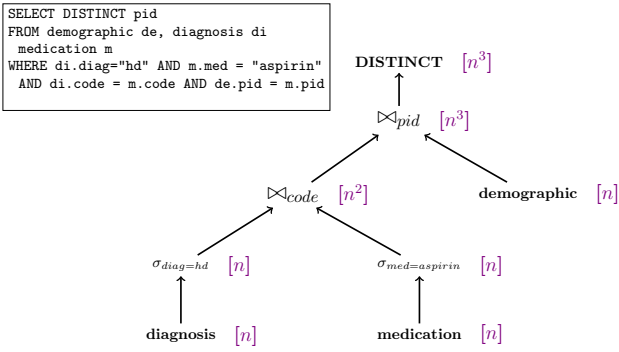 SELECT DISTINCT pid
FROM demographic de, diagnosis di
medication m
WHERE di.diag="hd" AND m.med = "aspirin"
AND di.code = m.code AND de.pid = m.pid
DISTINCT [n³]
⋈pid [n³]
⋈code [n²]
demographic [n]
σdiag=hd [n]
σmed=aspirin [n]
diagnosis [n]
medication [n]